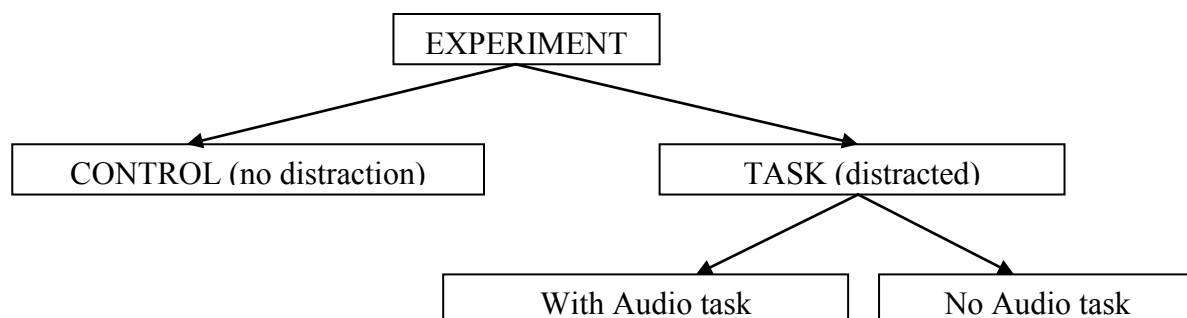 EXPERIMENT
CONTROL (no distraction)
TASK (distracted)
With Audio task
No Audio task